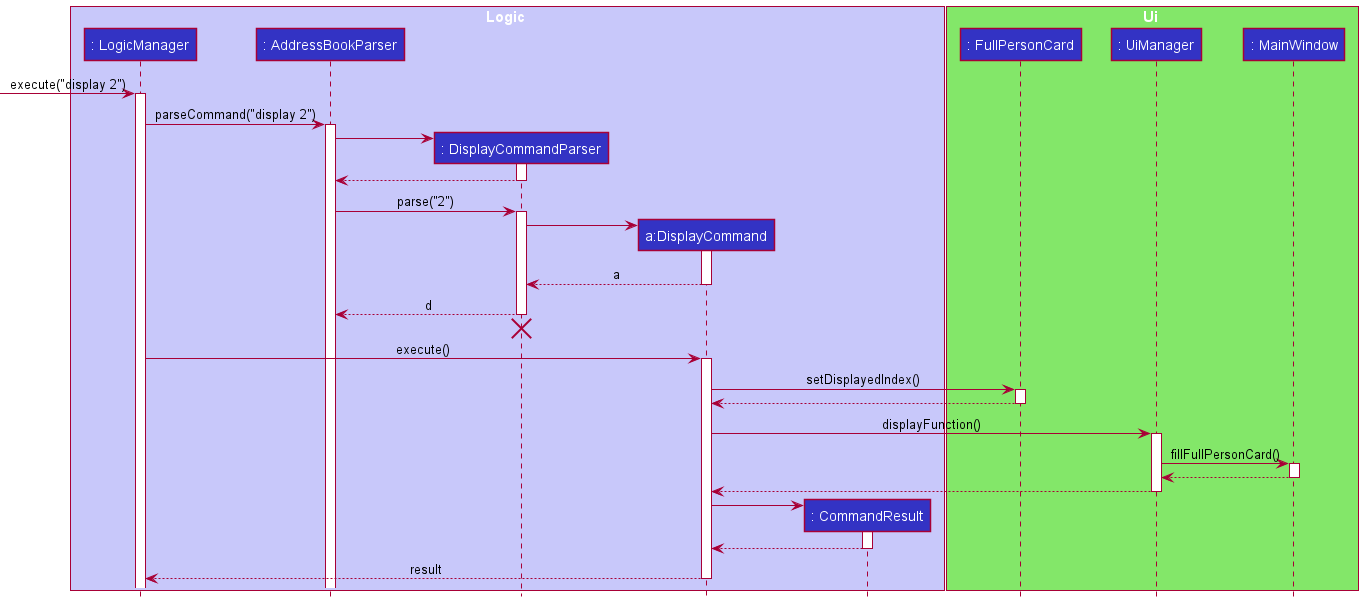 Logic
Ui
: LogicManager
: AddressBookParser
: FullPersonCard
: UiManager
: MainWindow
execute("display 2")
parseCommand("display 2")
: DisplayCommandParser
parse("2")
a:DisplayCommand
a
d
execute()
setDisplayedIndex()
displayFunction()
fillFullPersonCard()
: CommandResult
result